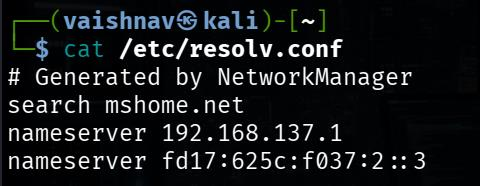 ┌──(vaishnav㉿kali)-[~]
└─$ cat /etc/resolv.conf
# Generated by NetworkManager
search mshome.net
nameserver 192.168.137.1
nameserver fd17:625c:f037:2::3